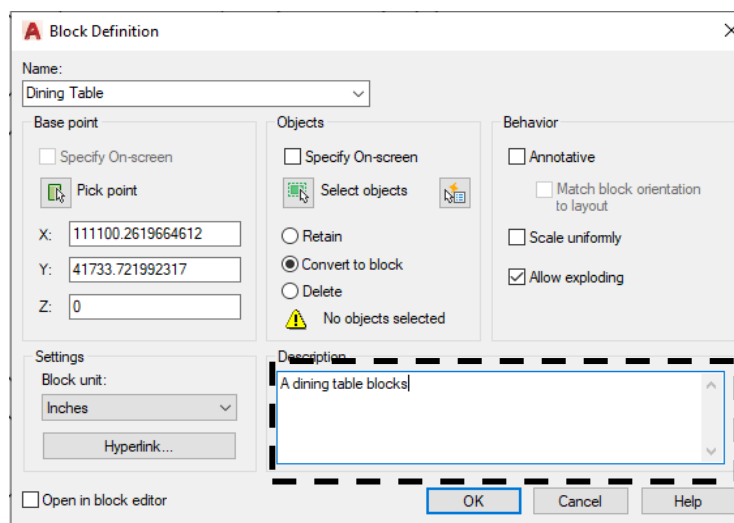 Block Definition
Name:
Dining Table
Base point
Specify On-screen
Pick point
X: 111100.2619664612
Y: 41733.721992317
Z: 0
Objects
Specify On-screen
Select objects
Retain
Convert to block
Delete
No objects selected
Behavior
Annotative
Match block orientation
to layout
Scale uniformly
Allow exploding
Settings
Block unit:
Inches
Hyperlink...
Description
A dining table blocks
Open in block editor
OK
Cancel
Help